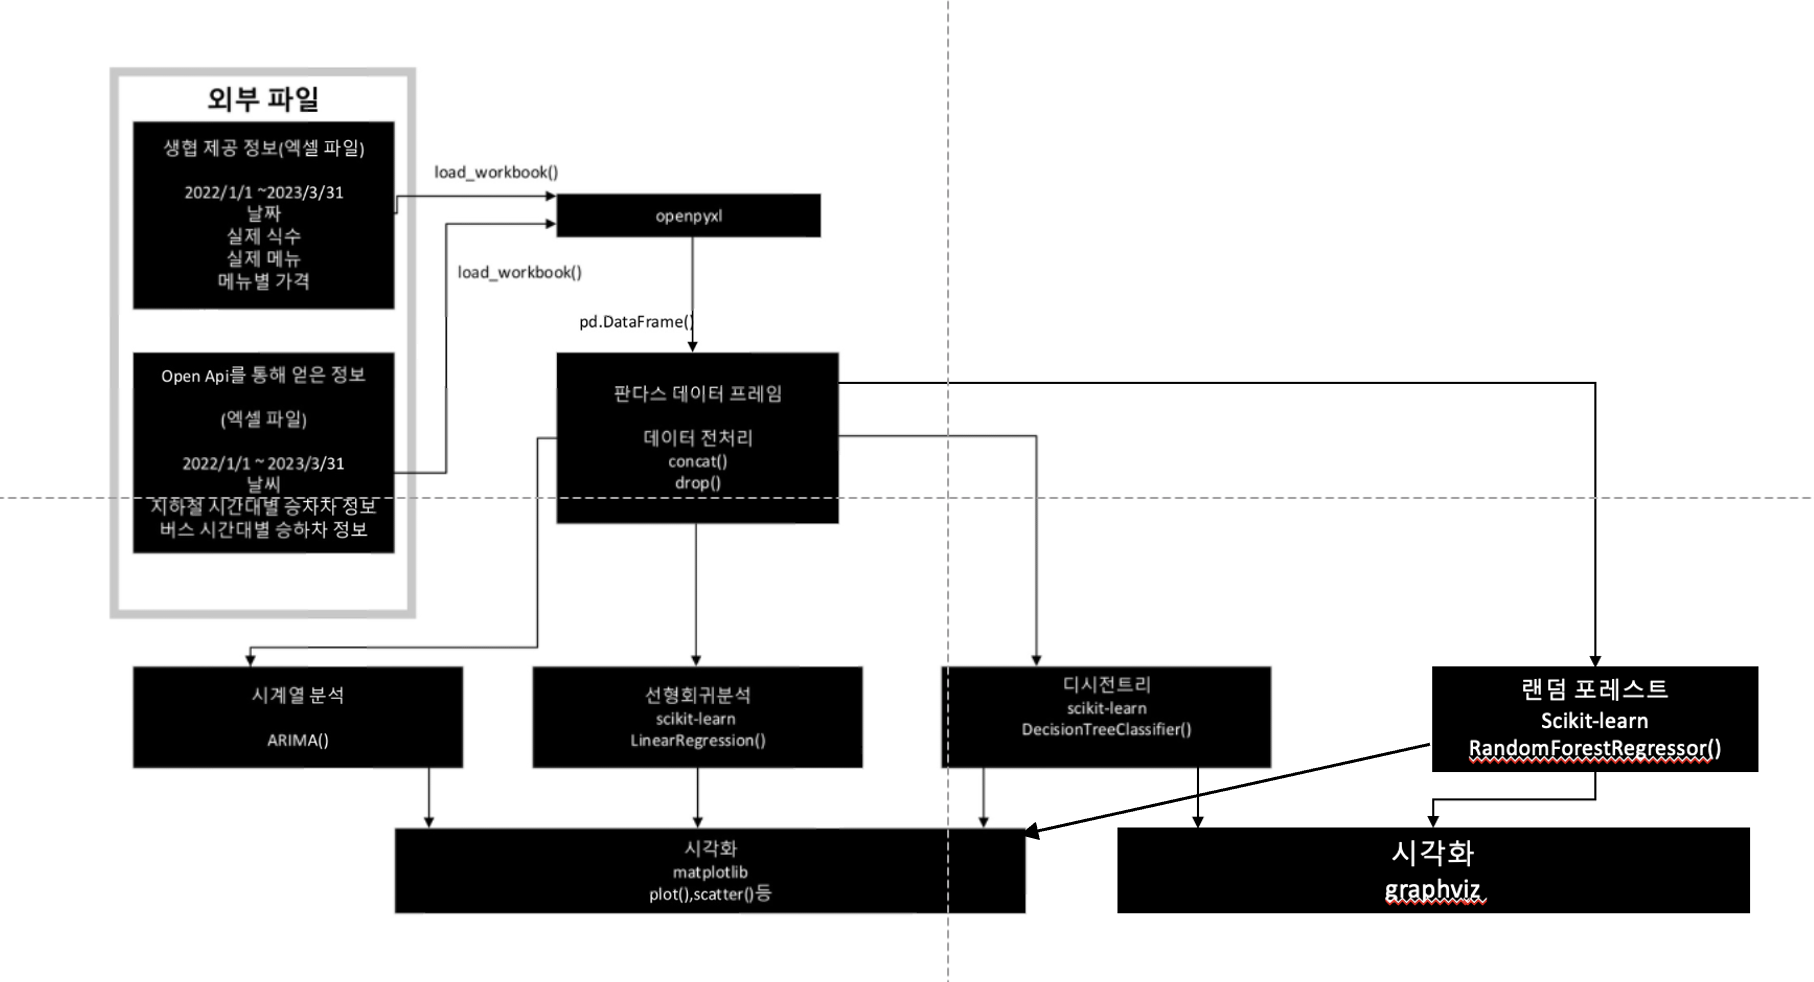 외부 파일
생협 제공 정보(엑셀 파일)
2022/1/1 ~2023/3/31
날짜
실제 식수
실제 메뉴
메뉴별 가격
load_workbook()
openpyxl
load_workbook()
pd.DataFrame()
Open Api를 통해 얻은 정보
(엑셀 파일)
2022/1/1 ~ 2023/3/31
날씨
지하철 시간대별 승차차 정보
버스 시간대별 승하차 정보
판다스 데이터 프레임
데이터 전처리
concat()
drop()
시계열 분석
ARIMA()
선형회귀분석
scikit-learn
LinearRegression()
디시전트리
scikit-learn
DecisionTreeClassifier()
랜덤 포레스트
Scikit-learn
RandomForestRegressor()
시각화
matplotlib
plot(),scatter()등
시각화
graphviz